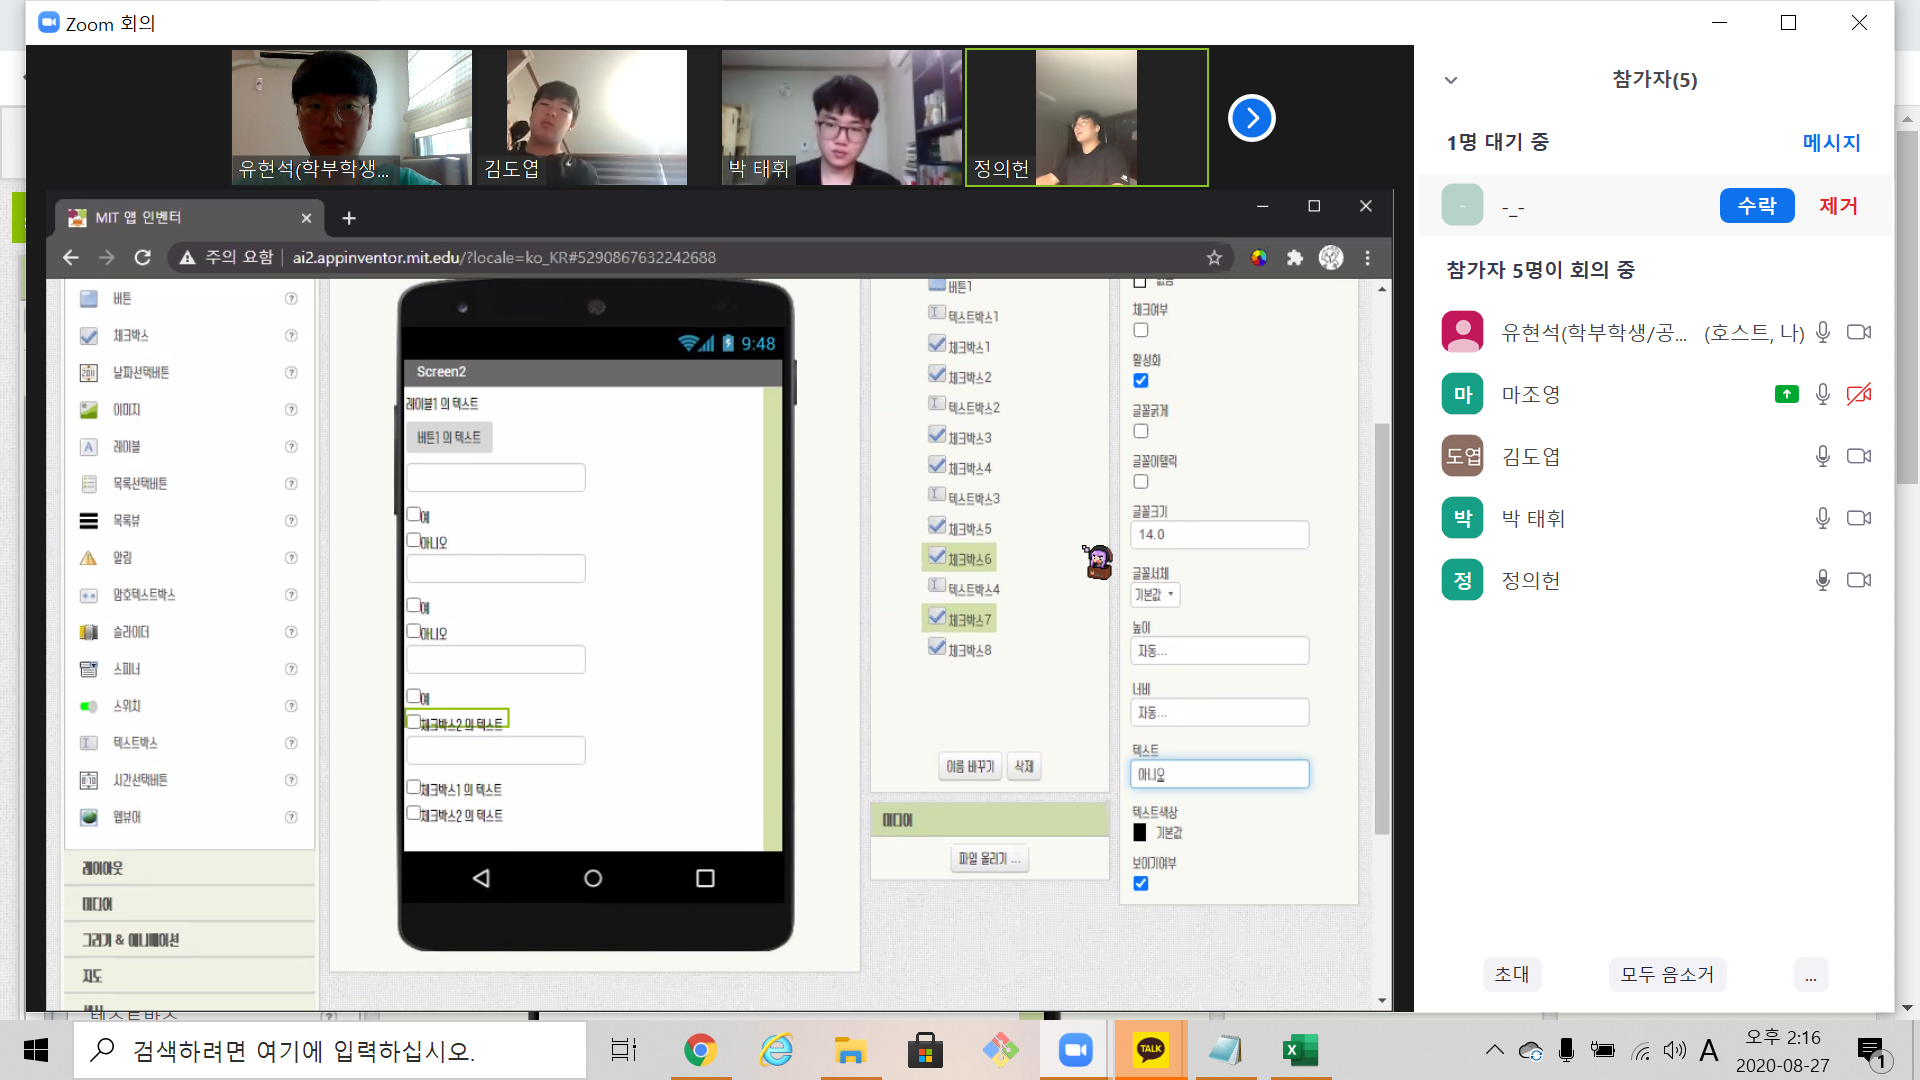 Zoom 회의
유현석(학부학생...
김도엽
박 태휘
정의헌
MIT 앱 인벤터
주의 요함
ai2.appinventor.mit.edu/?locale=ko_KR#5290867632242688
버튼
체크박스
날짜선택버튼
이미지
레이블
목록선택버튼
목록뷰
알림
암호텍스트박스
슬라이더
스피너
스위치
텍스트박스
시간선택버튼
웹뷰어
레이아웃
미디어
그리기 & 애니메이션
지도
9:48
Screen2
레이블1 의 텍스트
버튼1 의 텍스트
예
아니오
예
아니오
예
체크박스2 의 텍스트
체크박스1 의 텍스트
체크박스2 의 텍스트
버튼1
텍스트박스1
체크박스1
체크박스2
텍스트박스2
체크박스3
체크박스4
텍스트박스3
체크박스5
체크박스6
텍스트박스4
체크박스7
체크박스8
이름 바꾸기
삭제
미디어
파일 올리기 ...
없음
체크여부
활성화
글꼴굵게
글꼴이탤릭
글꼴크기
14.0
글꼴서체
기본값
높이
자동...
너비
자동...
텍스트
아니오
텍스트색상
기본값
보이기여부
참가자(5)
1명 대기 중
메시지
-
-_-
수락
제거
참가자 5명이 회의 중
유현석(학부학생/공... (호스트, 나)
마
마조영
도엽
김도엽
박
박 태휘
정
정의헌
초대
모두 음소거
...
텍스트박스
검색하려면 여기에 입력하십시오.
TALK
A
오후 2:16
2020-08-27
1